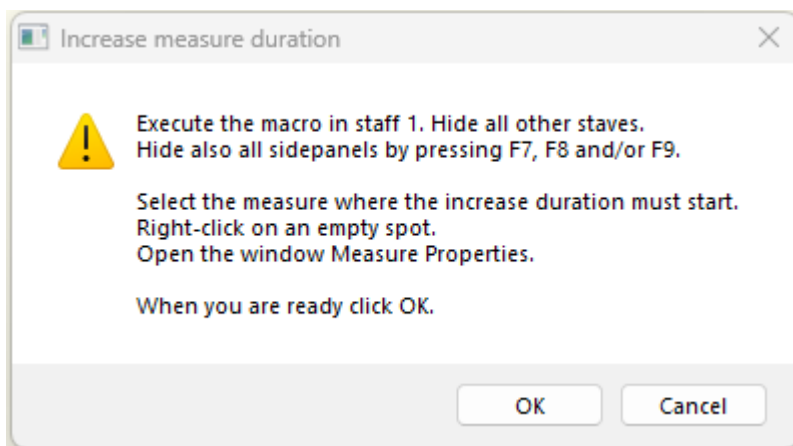 Increase measure duration
Execute the macro in staff 1. Hide all other staves.
Hide also all sidepanels by pressing F7, F8 and/or F9.
Select the measure where the increase duration must start.
Right-click on an empty spot.
Open the window Measure Properties.
When you are ready click OK.
OK
Cancel